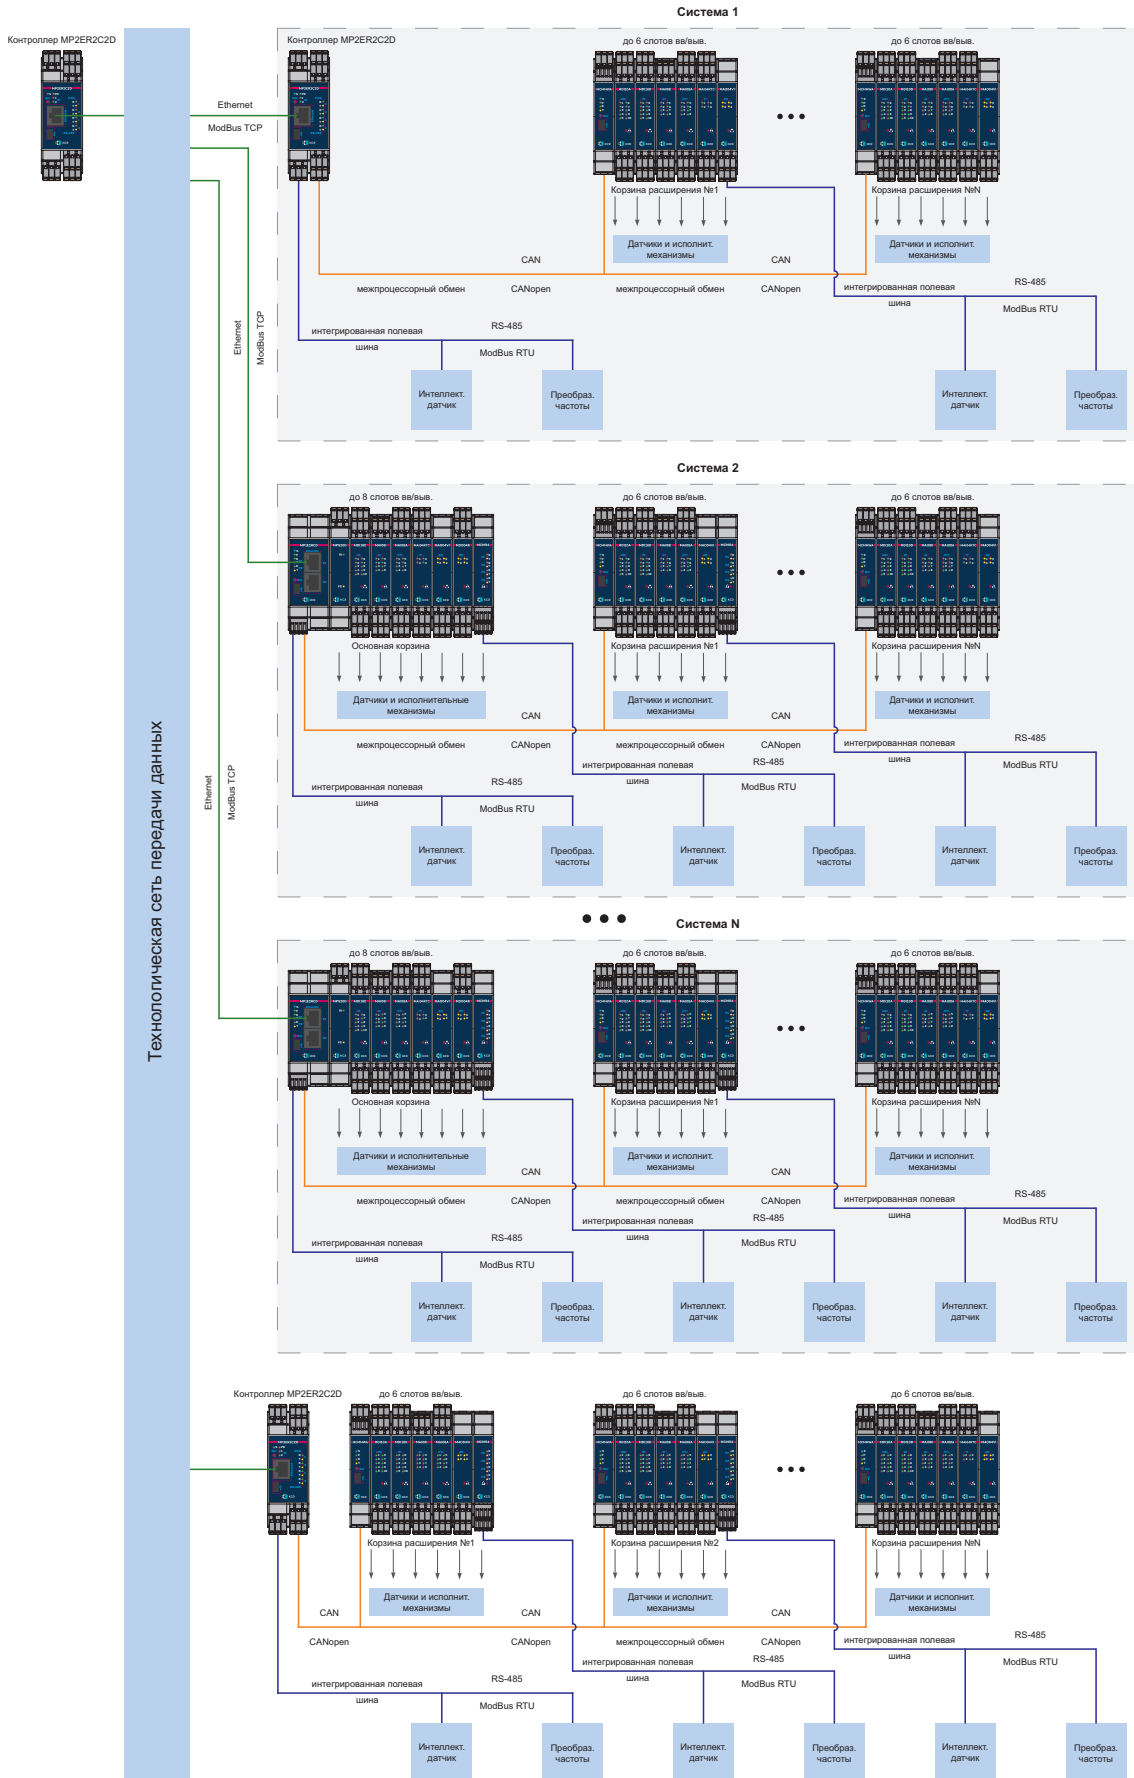 Система 1
Контроллер MP2ER2C2D
Контроллер MP2ER2C2D
до 6 слотов вв/выв.
до 6 слотов вв/выв.
Ethernet
ModBus TCP
Корзина расширения №1
Корзина расширения №N
Датчики и исполнит.
механизмы
Датчики и исполнит.
механизмы
CAN
CAN
межпроцессорный обмен
CANopen
межпроцессорный обмен
CANopen
интегрированная полевая
шина
RS-485
ModBus RTU
интегрированная полевая
шина
RS-485
ModBus RTU
Ethernet
ModBus TCP
Интеллект.
датчик
Преобраз.
частоты
Интеллект.
датчик
Преобраз.
частоты
Система 2
до 8 слотов вв/выв.
до 6 слотов вв/выв.
до 6 слотов вв/выв.
Основная корзина
Корзина расширения №1
Корзина расширения №N
Датчики и исполнительные
механизмы
Датчики и исполнит.
механизмы
Датчики и исполнит.
механизмы
CAN
CAN
межпроцессорный обмен
CANopen
межпроцессорный обмен
CANopen
интегрированная полевая
шина
RS-485
ModBus RTU
интегрированная полевая
шина
RS-485
ModBus RTU
интегрированная полевая
шина
RS-485
ModBus RTU
Ethernet
ModBus TCP
Технологическая сеть передачи данных
Интеллект.
датчик
Преобраз.
частоты
Интеллект.
датчик
Преобраз.
частоты
Интеллект.
датчик
Преобраз.
частоты
Система N
до 8 слотов вв/выв.
до 6 слотов вв/выв.
до 6 слотов вв/выв.
Основная корзина
Корзина расширения №1
Корзина расширения №N
Датчики и исполнительные
механизмы
Датчики и исполнит.
механизмы
Датчики и исполнит.
механизмы
CAN
CAN
межпроцессорный обмен
CANopen
межпроцессорный обмен
CANopen
интегрированная полевая
шина
RS-485
ModBus RTU
интегрированная полевая
шина
RS-485
ModBus RTU
интегрированная полевая
шина
RS-485
ModBus RTU
Интеллект.
датчик
Преобраз.
частоты
Интеллект.
датчик
Преобраз.
частоты
Интеллект.
датчик
Преобраз.
частоты
Контроллер MP2ER2C2D
до 6 слотов вв/выв.
до 6 слотов вв/выв.
до 6 слотов вв/выв.
Корзина расширения №1
Корзина расширения №2
Корзина расширения №N
Датчики и исполнит.
механизмы
Датчики и исполнит.
механизмы
Датчики и исполнит.
механизмы
CAN
CAN
CAN
CANopen
CANopen
межпроцессорный обмен
CANopen
интегрированная полевая
шина
RS-485
ModBus RTU
интегрированная полевая
шина
RS-485
ModBus RTU
интегрированная полевая
шина
RS-485
ModBus RTU
Интеллект.
датчик
Преобраз.
частоты
Интеллект.
датчик
Преобраз.
частоты
Интеллект.
датчик
Преобраз.
частоты